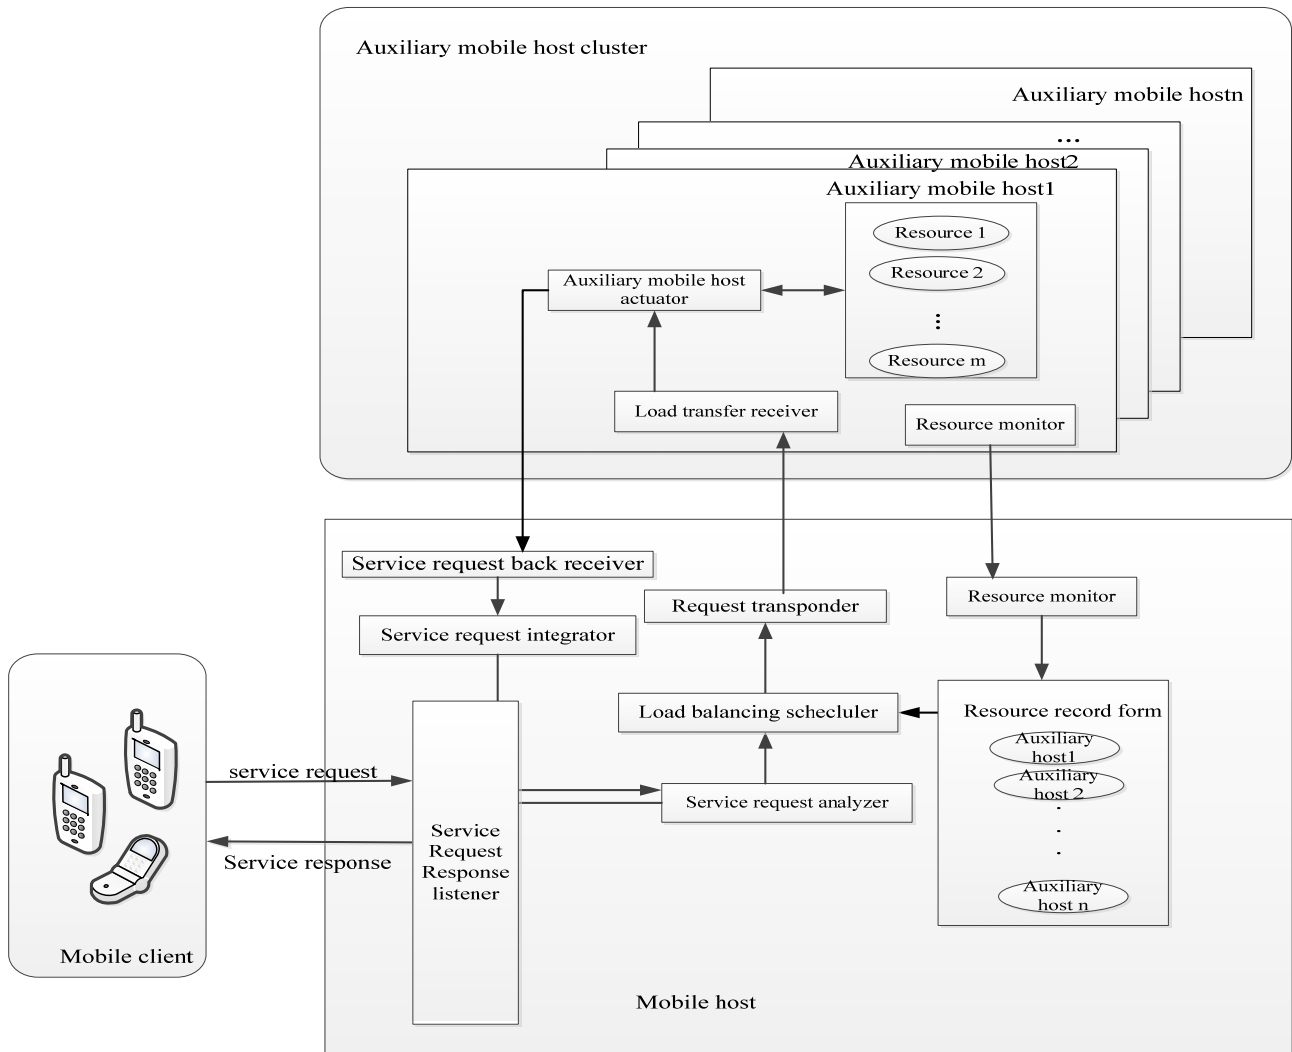 Auxiliary mobile host cluster
Auxiliary mobile hostn
...
Auxiliary mobile host2
Auxiliary mobile host1
Resource 1
Resource 2
Resource m
Auxiliary mobile host
actuator
Load transfer receiver
Resource monitor
Service request back receiver
Service request integrator
Request transponder
Resource monitor
Load balancing schecluler
Resource record form
Auxiliary
host1
Auxiliary
host 2
Auxiliary
host n
Service request analyzer
service request
Service response
Service
Request
Response
listener
Mobile client
Mobile host